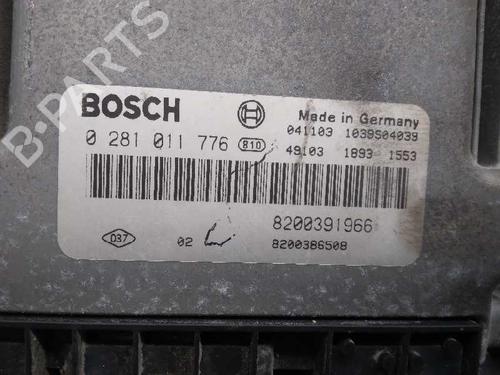 B-PARTS
BOSCH
Made in Germany
041103 1039S04039
0 281 011 776 810
49103 1893 1553
8200391966
D37 02
8200386508